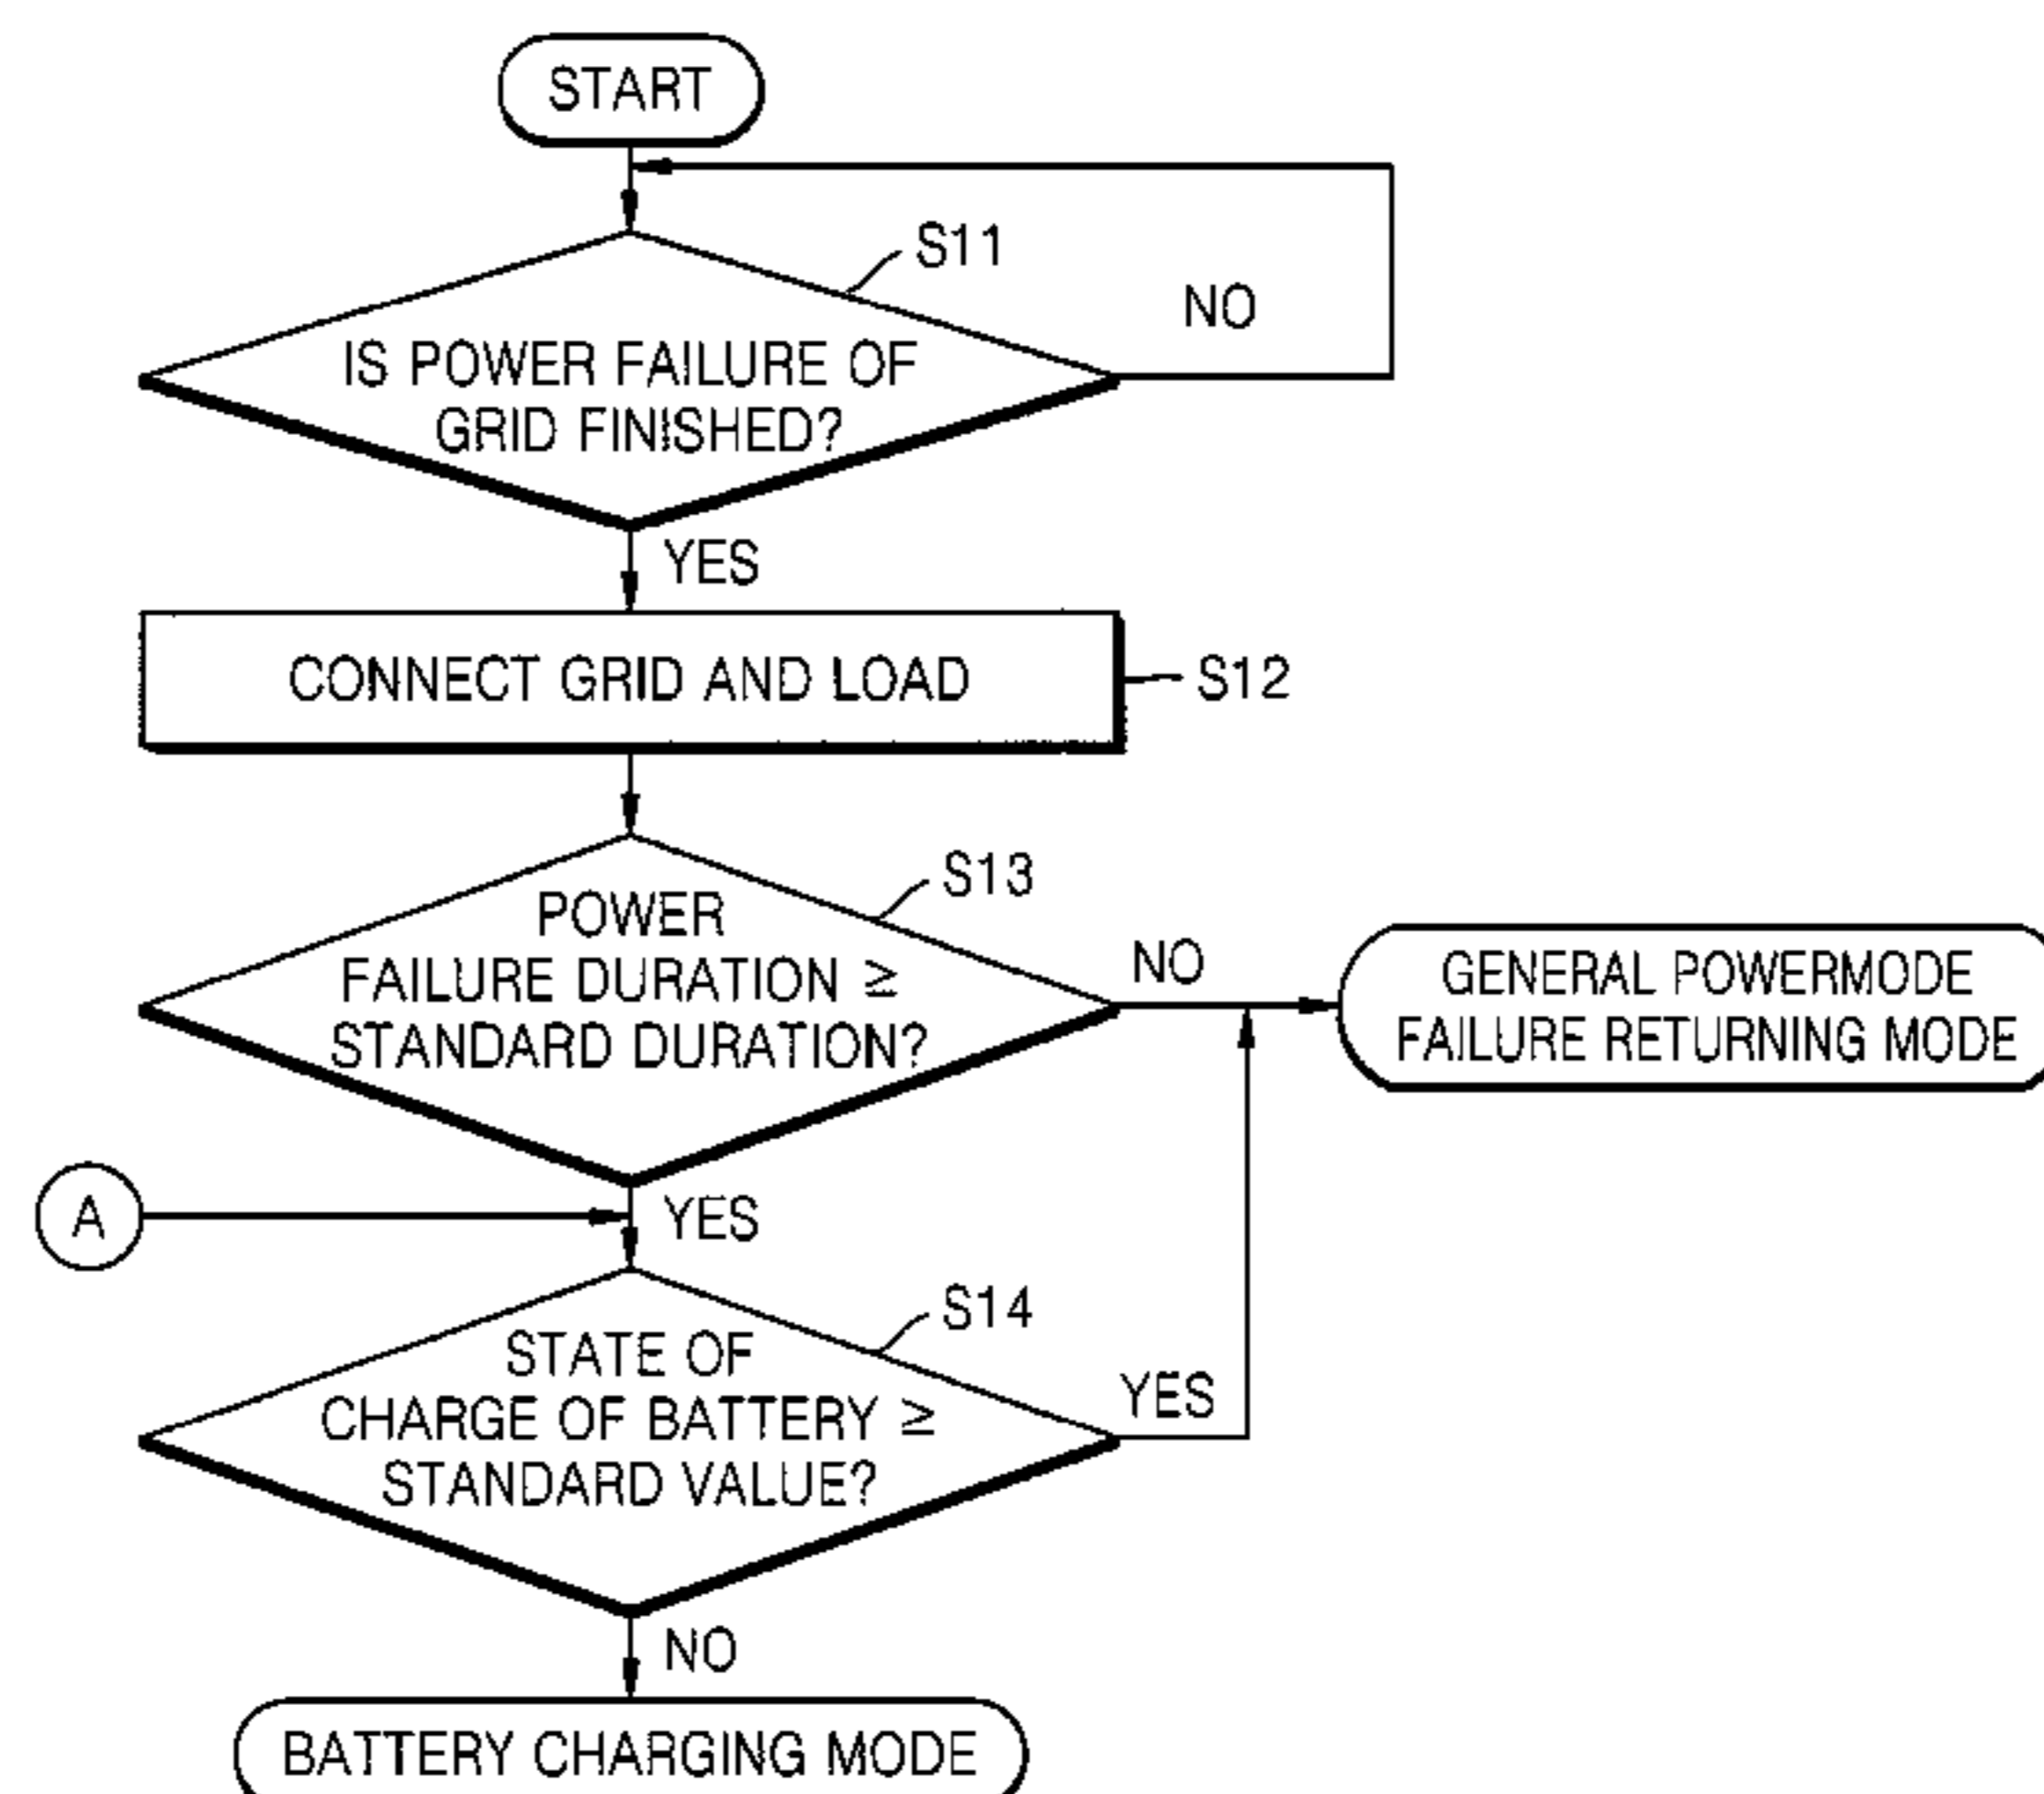 START
S11
NO
IS POWER FAILURE OF
GRID FINISHED?
YES
CONNECT GRID AND LOAD
S12
S13
POWER
FAILURE DURATION ≥
STANDARD DURATION?
NO
GENERAL POWERMODE
FAILURE RETURNING MODE
A
YES
S14
STATE OF
CHARGE OF BATTERY ≥
STANDARD VALUE?
YES
NO
BATTERY CHARGING MODE